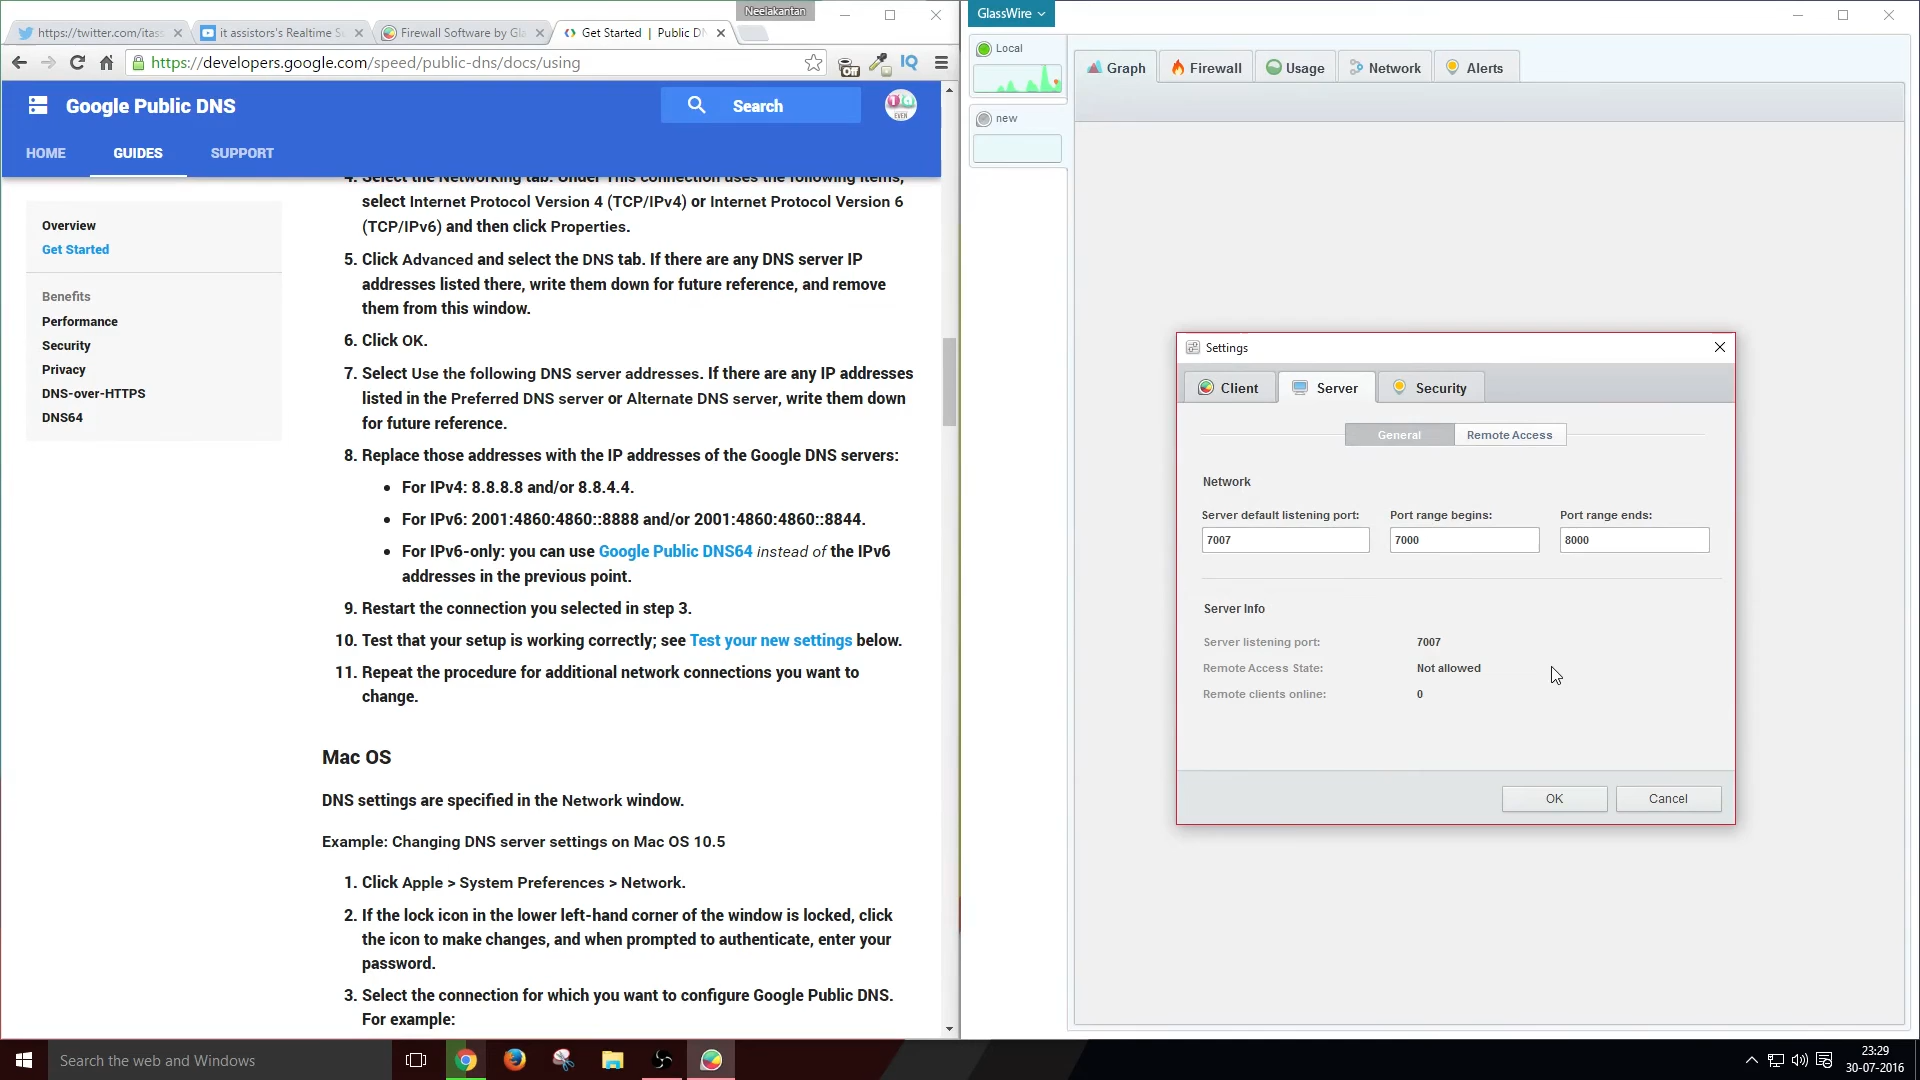 Neelakantan
https://twitter.com/itas
it assistors's Realtime S
Firewall Software by Gla
Get Started | Public D
https://developers.google.com/speed/public-dns/docs/using
Off
IQ
Google Public DNS
Search
EVEN
HOME
GUIDES
SUPPORT
Overview
Get Started
Benefits
Performance
Security
Privacy
DNS-over-HTTPS
DNS64
4. Select the Networking tab. Under This connection uses the following items,
select Internet Protocol Version 4 (TCP/IPv4) or Internet Protocol Version 6
(TCP/IPv6) and then click Properties.
5. Click Advanced and select the DNS tab. If there are any DNS server IP
addresses listed there, write them down for future reference, and remove
them from this window.
6. Click OK.
7. Select Use the following DNS server addresses. If there are any IP addresses
listed in the Preferred DNS server or Alternate DNS server, write them down
for future reference.
8. Replace those addresses with the IP addresses of the Google DNS servers:
• For IPv4: 8.8.8.8 and/or 8.8.4.4.
• For IPv6: 2001:4860:4860::8888 and/or 2001:4860:4860::8844.
• For IPv6-only: you can use Google Public DNS64 instead of the IPv6
addresses in the previous point.
9. Restart the connection you selected in step 3.
10. Test that your setup is working correctly; see Test your new settings below.
11. Repeat the procedure for additional network connections you want to
change.
Mac OS
DNS settings are specified in the Network window.
Example: Changing DNS server settings on Mac OS 10.5
1. Click Apple > System Preferences > Network.
2. If the lock icon in the lower left-hand corner of the window is locked, click
the icon to make changes, and when prompted to authenticate, enter your
password.
3. Select the connection for which you want to configure Google Public DNS.
For example:
GlassWire
Local
new
Graph
Firewall
Usage
Network
Alerts
Settings
Client
Server
Security
General
Remote Access
Network
Server default listening port:
Port range begins:
Port range ends:
7007
7000
8000
Server Info
Server listening port:
7007
Remote Access State:
Not allowed
Remote clients online:
0
OK
Cancel
Search the web and Windows
23:29
30-07-2016